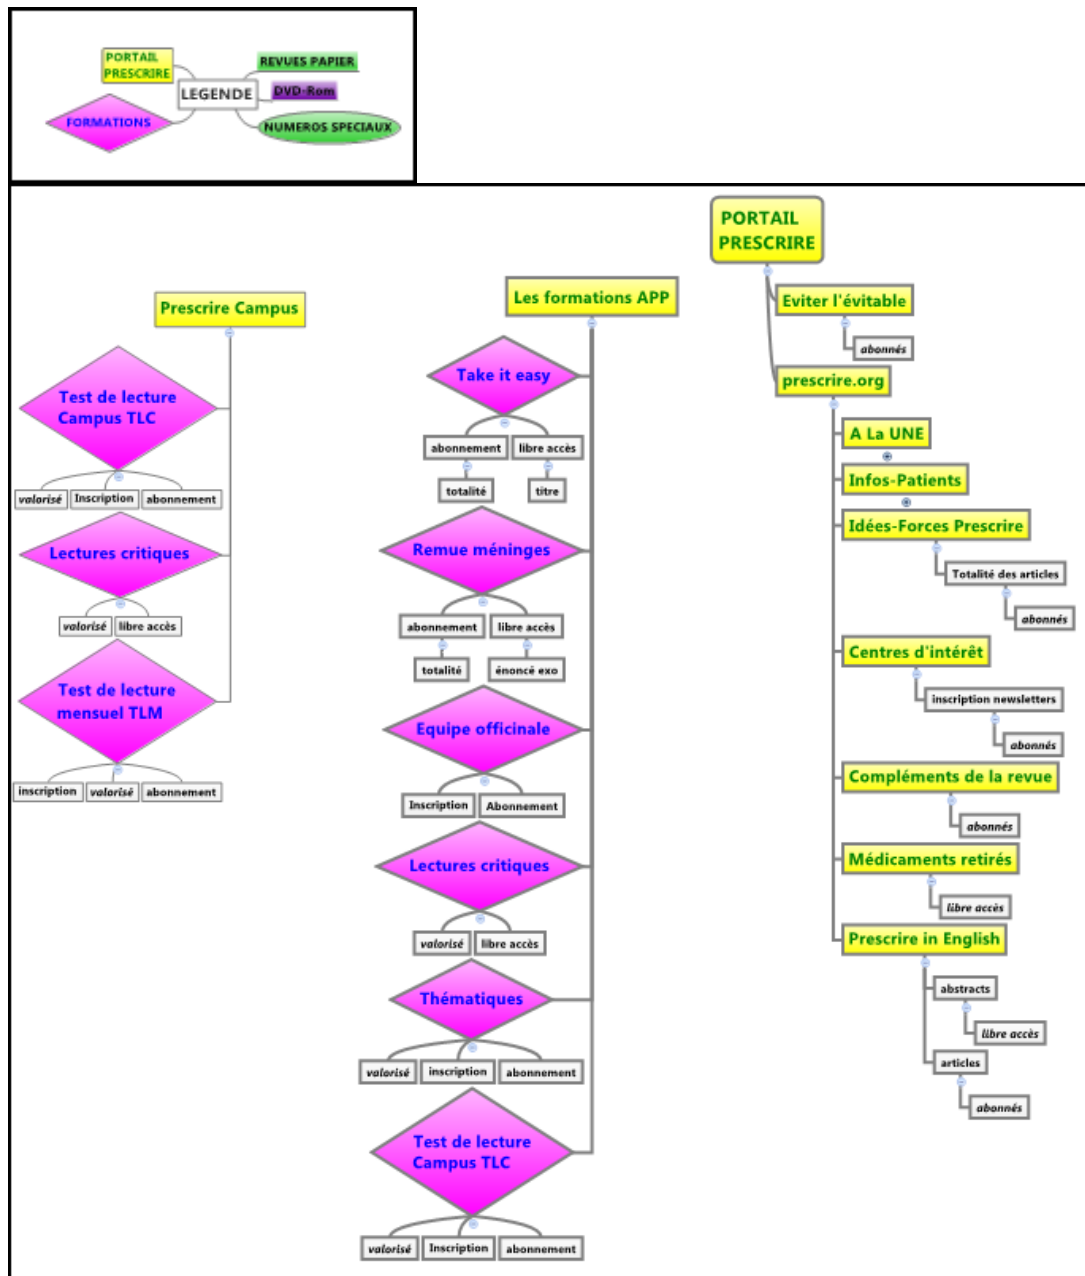 PORTAIL
PRESCRIRE
FORMATIONS
LEGENDE
REVUES PAPIER
DVD-Rom
NUMEROS SPECIAUX
Prescrire Campus
Test de lecture
Campus TLC
valorisé
Inscription
abonnement
Lectures critiques
valorisé
libre accès
Test de lecture
mensuel TLM
inscription
valorisé
abonnement
Les formations APP
Take it easy
abonnement
libre accès
totalité
titre
Remue méninges
abonnement
libre accès
totalité
énoncé exo
Equipe officinale
Inscription
Abonnement
Lectures critiques
valorisé
libre accès
Thématiques
valorisé
inscription
abonnement
Test de lecture
Campus TLC
valorisé
Inscription
abonnement
PORTAIL
PRESCRIRE
Eviter l'évitable
abonnés
prescrire.org
A La UNE
Infos-Patients
Idées-Forces Prescrire
Totalité des articles
abonnés
Centres d'intérêt
inscription newsletters
abonnés
Compléments de la revue
abonnés
Médicaments retirés
libre accès
Prescrire in English
abstracts
libre accès
articles
abonnés